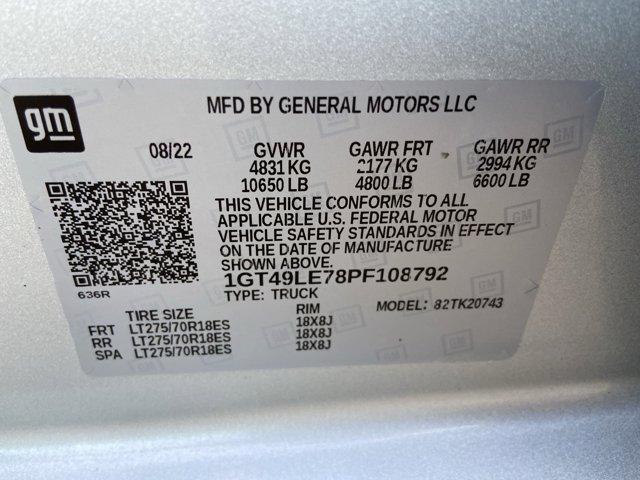 gm
MFD BY GENERAL MOTORS LLC
08/22 GVWR GAWR FRT GAWR RR
4831 KG 2177 KG 2994 KG
10650 LB 4800 LB 6600 LB
THIS VEHICLE CONFORMS TO ALL
APPLICABLE U.S. FEDERAL MOTOR
VEHICLE SAFETY STANDARDS IN EFFECT
ON THE DATE OF MANUFACTURE
SHOWN ABOVE.
636R
1GT49LE78PF108792
TYPE: TRUCK MODEL: 82TK20743
TIRE SIZE RIM
FRT LT275/70R18ES 18X8J
RR LT275/70R18ES 18X8J
SPA LT275/70R18ES 18X8J